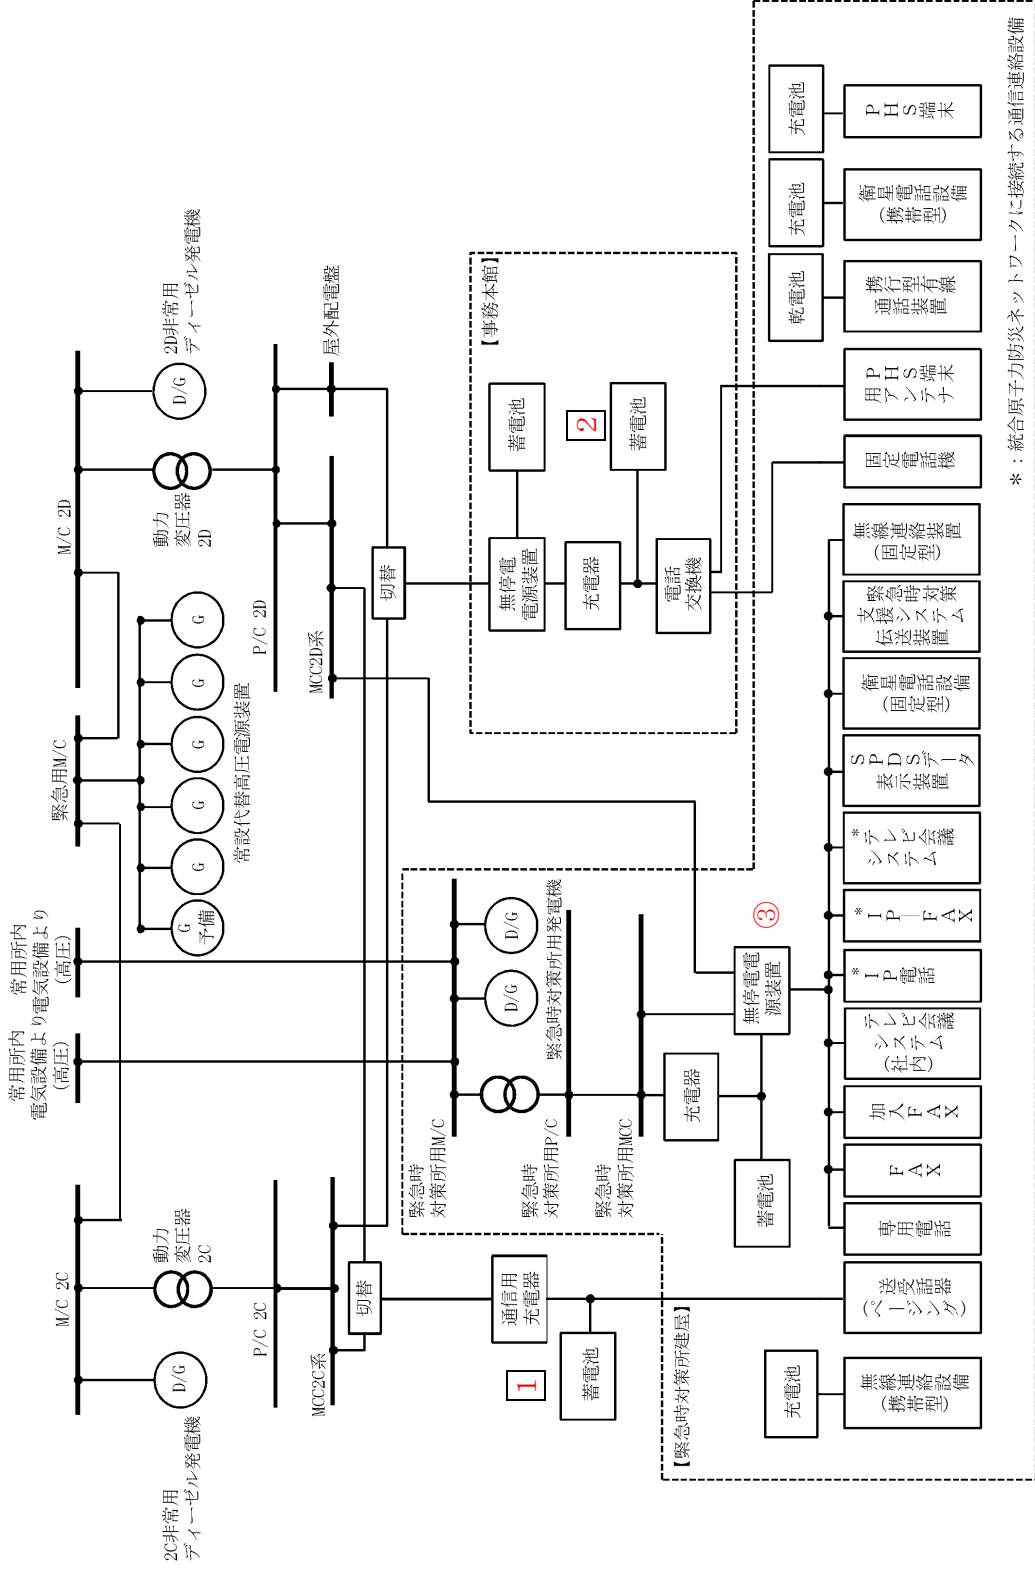 2C非常用
ディーゼル発電機
D/G
M/C 2C
動力
変圧器
2C
P/C 2C
MCC2C系
切替
通信用
充電器
1
蓄電池
常用所内
電気設備より
(高圧)
常用所内
電気設備より
(高圧)
緊急用M/C
G
予備
G
G
G
G
G
常設代替高圧電源装置
M/C 2D
動力
変圧器
2D
D/G
2D非常用
ディーゼル発電機
P/C 2D
MCC2D系
屋外配電盤
切替
【事務本館】
無停電
電源装置
蓄電池
充電器
2
蓄電池
電話
交換機
緊急時
対策所用M/C
D/G
D/G
緊急時対策所用発電機
緊急時
対策所用P/C
緊急時
対策所用MCC
充電器
蓄電池
無停電電
源装置
③
【緊急時対策所建屋】
充電池
無線連絡設備
(携帯型)
送受話器
(ページング)
専用電話
FAX
加入FAX
テレビ会議
システム
(社内)
*IP電話
*IP-FAX
*テレビ会議
システム
SPDSデータ
表示装置
衛星電話設備
(固定型)
緊急時対策
支援システム
伝送装置
無線連絡装置
(固定型)
固定電話機
PHS端末
用アンテナ
乾電池
携行型有線
通話装置
充電池
衛星電話設備
(携帯型)
充電池
PHS端末
*：統合原子力防災ネットワークに接続する通信連絡設備